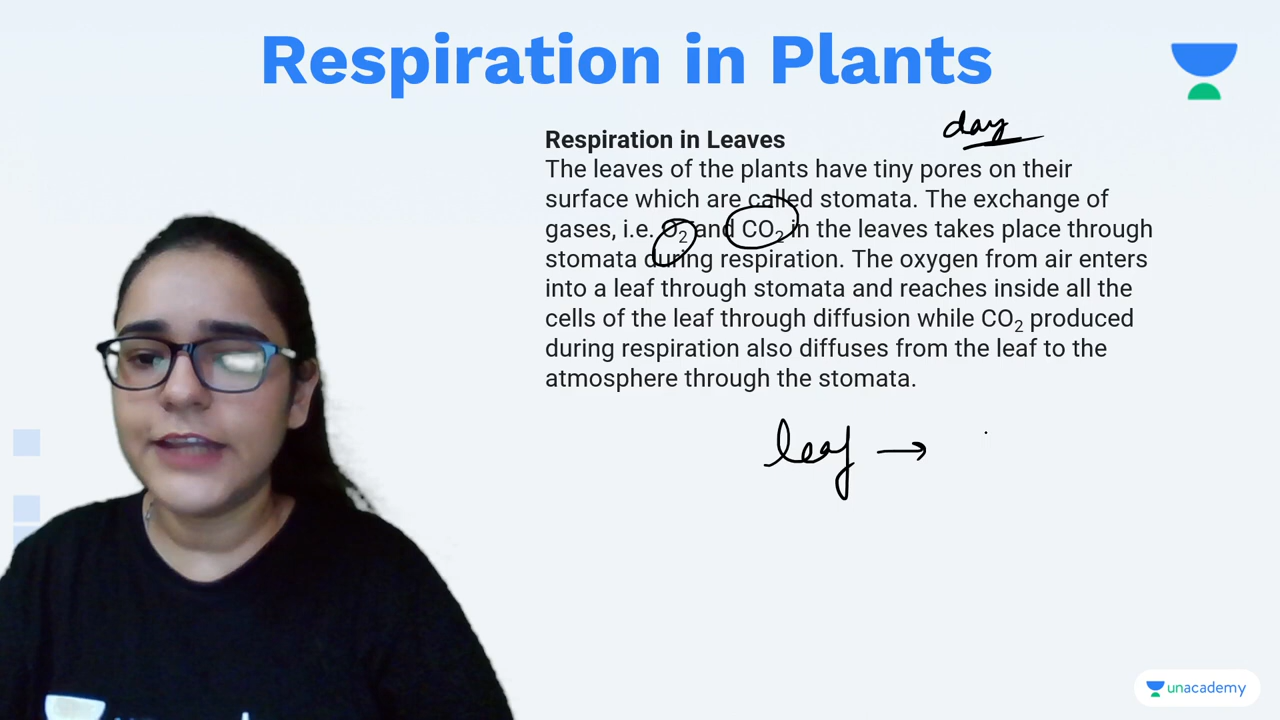 Respiration in Plants
day
Respiration in Leaves
The leaves of the plants have tiny pores on their
surface which are called stomata. The exchange of
gases, i.e. O₂ and CO₂ in the leaves takes place through
stomata during respiration. The oxygen from air enters
into a leaf through stomata and reaches inside all the
cells of the leaf through diffusion while CO₂ produced
during respiration also diffuses from the leaf to the
atmosphere through the stomata.
leaf →
unacademy